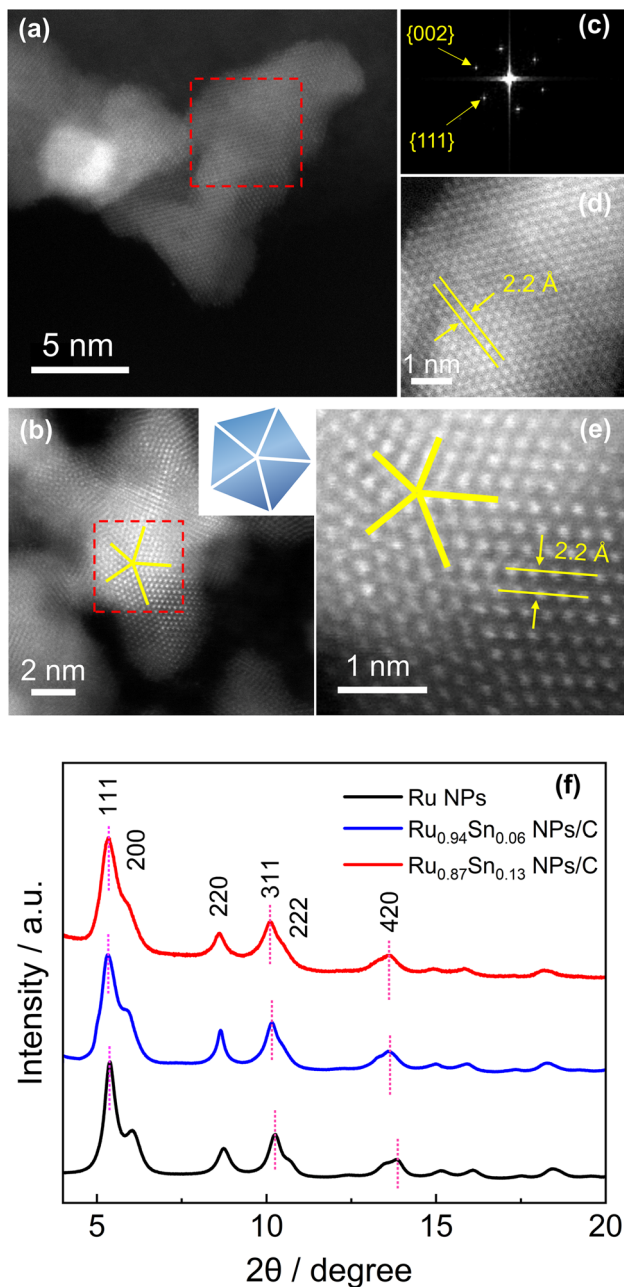 (a)
5 nm
(c)
{002}
{111}
(d)
2.2 Å
1 nm
(b)
2 nm
(e)
2.2 Å
1 nm
(f)
Ru NPs
Ru0.94Sn0.06 NPs/C
Ru0.87Sn0.13 NPs/C
111
200
220
311
222
420
Intensity / a.u.
5 10 15 20
2θ / degree